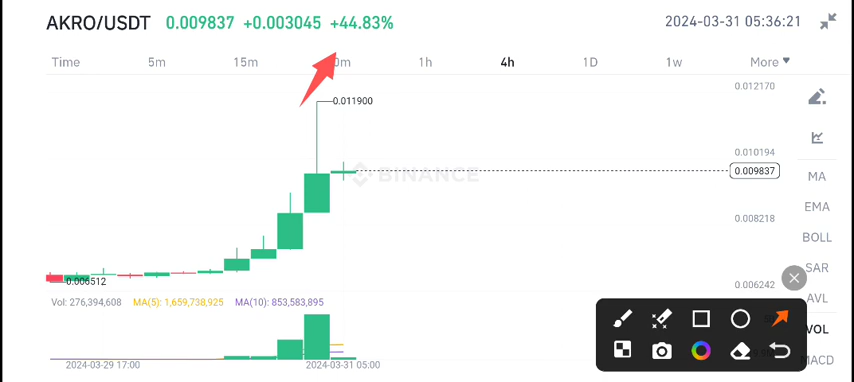 AKRO/USDT 0.009837 +0.003045 +44.83% 2024-03-31 05:36:21
Time 5m 15m 0m 1h 4h 1D 1w More
0.012170
0.011900
0.010194
BINANCE
0.009837
MA
EMA
0.008218
BOLL
SAR
0.006512
0.006242
AVL
Vol: 276,394,608 MA(5): 1,659,738,925 MA(10): 853,583,895
VOL
MACD
2024-03-29 17:00 2024-03-31 05:00